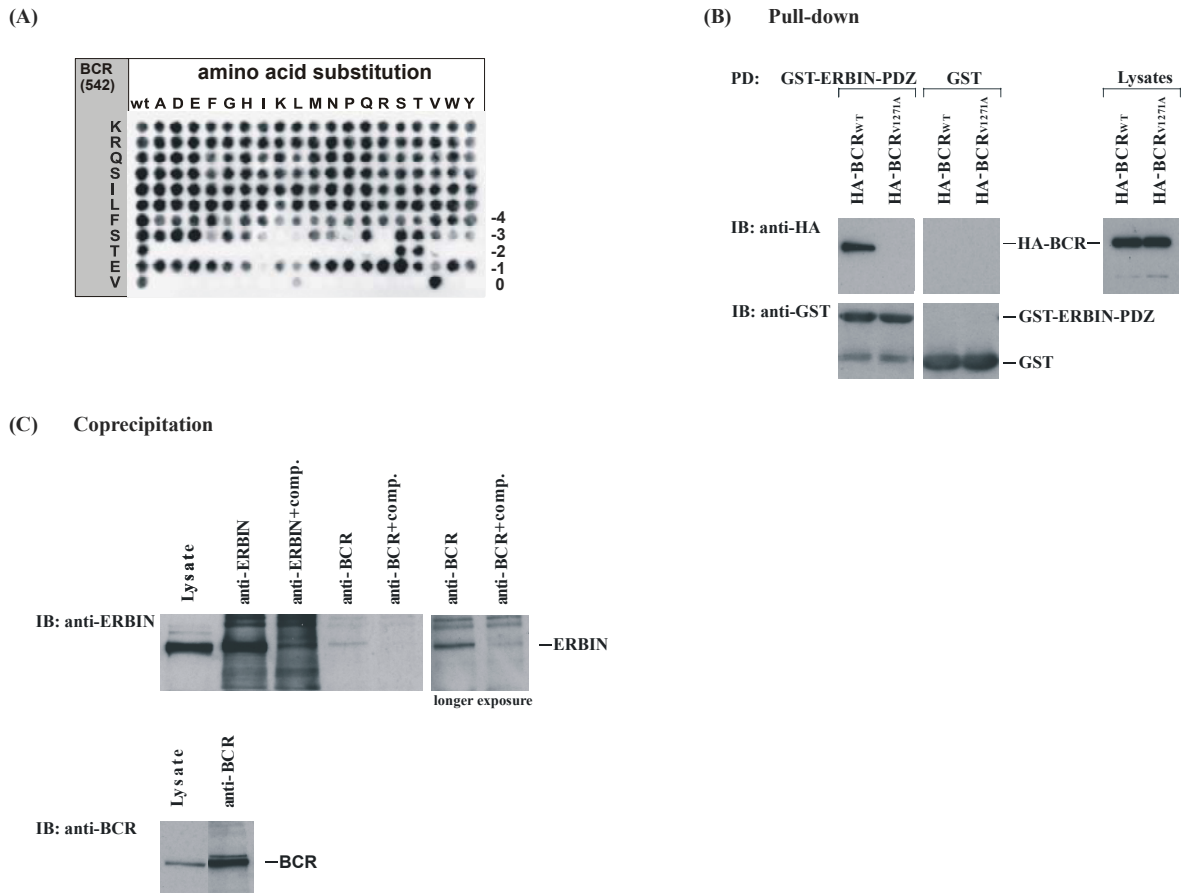 (A)
BCR
(542)
amino acid substitution
wt A D E F G H I K L M N P Q R S T V W Y
K
R
Q
S
I
L
F -4
S -3
T -2
E -1
V 0
(B) Pull-down
PD: GST-ERBIN-PDZ GST Lysates
HA-BCRWT HA-BCRV1271A HA-BCRWT HA-BCRV1271A HA-BCRWT HA-BCRV1271A
IB: anti-HA
HA-BCR
IB: anti-GST
GST-ERBIN-PDZ
GST
(C) Coprecipitation
Lysate anti-ERBIN anti-ERBIN+comp. anti-BCR anti-BCR+comp. anti-BCR anti-BCR+comp.
IB: anti-ERBIN
ERBIN
longer exposure
Lysate anti-BCR
IB: anti-BCR
BCR